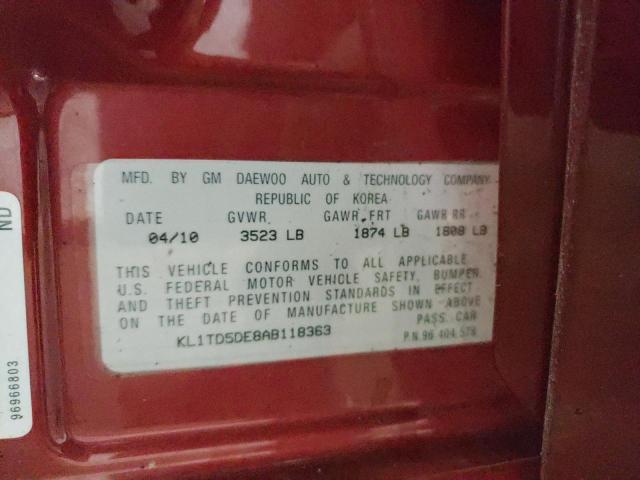 MFD. BY GM DAEWOO AUTO & TECHNOLOGY COMPANY
REPUBLIC OF KOREA
DATE GVWR GAWR FRT GAWR RR
04/10 3523 LB 1874 LB 1808 LB
THIS VEHICLE CONFORMS TO ALL APPLICABLE
U.S. FEDERAL MOTOR VEHICLE SAFETY, BUMPER
AND THEFT PREVENTION STANDARDS IN EFFECT
ON THE DATE OF MANUFACTURE SHOWN ABOVE
PASS. CAR
KL1TD5DE8AB118363
P.N.96 404 578
ND
96966803